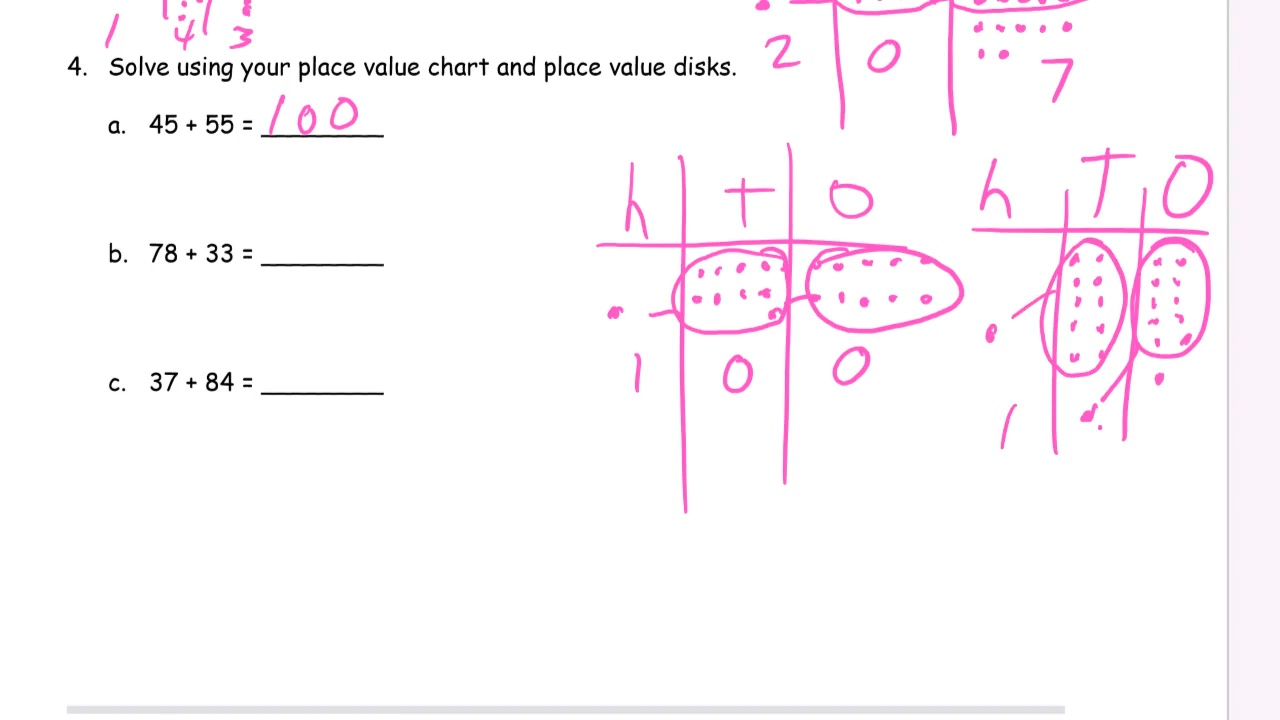 1 4 3
2 0 7
4. Solve using your place value chart and place value disks.
a. 45 + 55 = 100
b. 78 + 33 = ________
c. 37 + 84 = ________
h T O
1 0 0
h T O
1